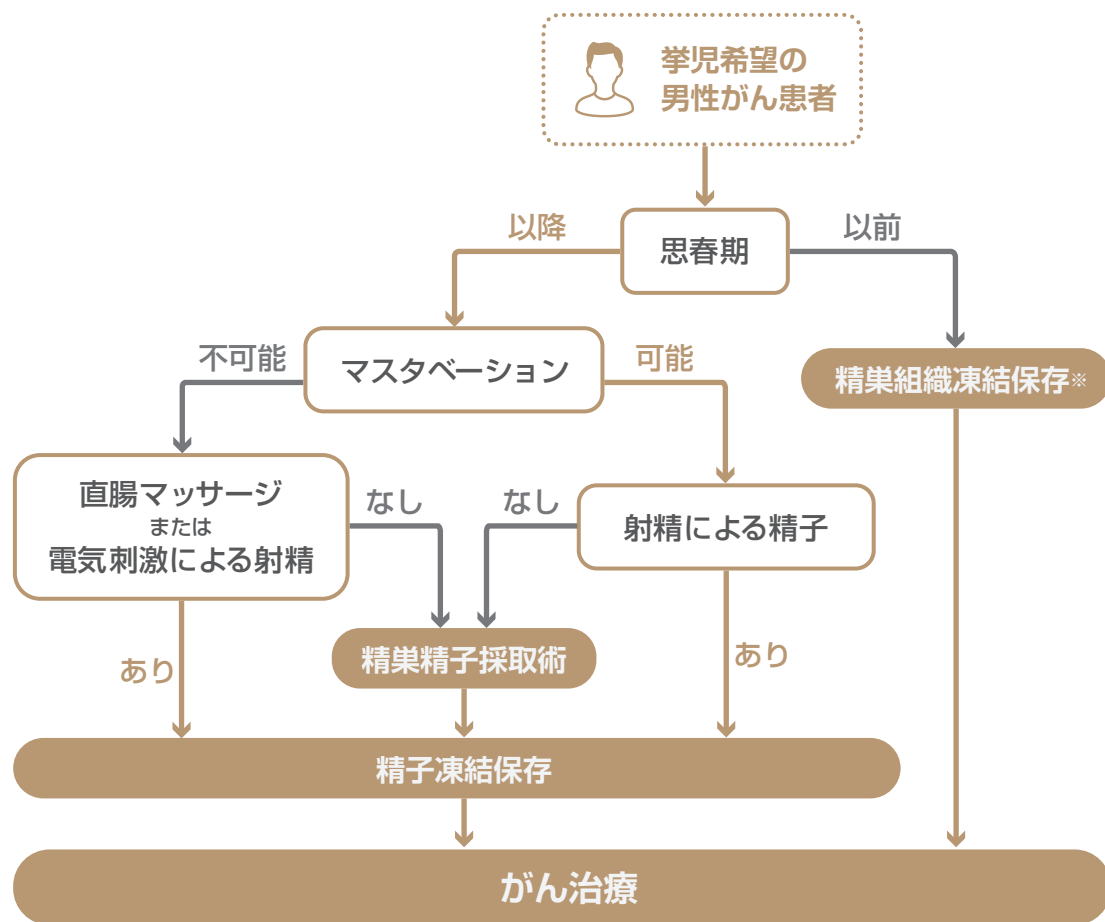 挙児希望の
男性がん患者
以降
思春期
以前
不可能
マスタベーション
可能
精巣組織凍結保存※
直腸マッサージ
または
電気刺激による射精
なし
なし
射精による精子
あり
精巣精子採取術
あり
精子凍結保存
がん治療